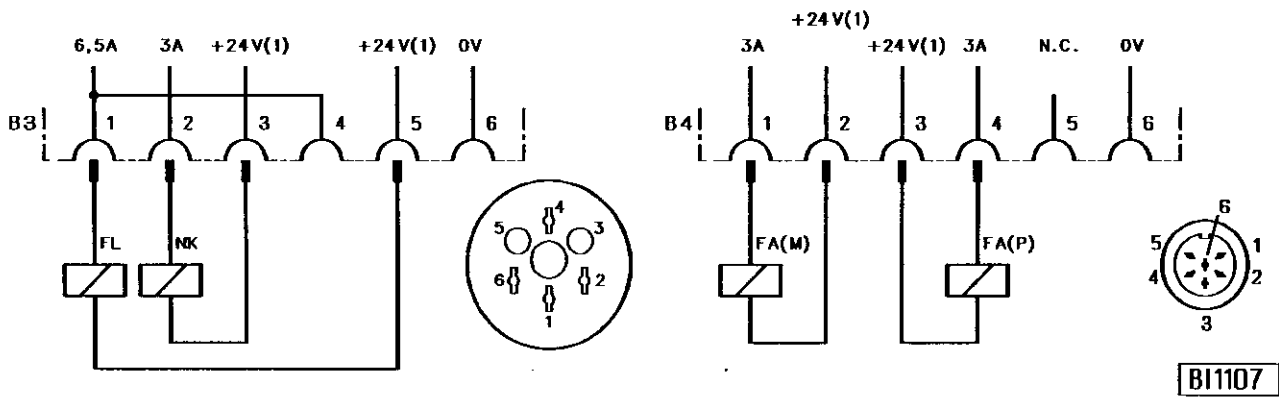 6,5A 3A +24V(1) +24V(1) 0V
B3 1 2 3 4 5 6
FL NK
4
5 3
6 2
1
+24V(1)
3A +24V(1) 3A N.C. 0V
B4 1 2 3 4 5 6
FA(M) FA(P)
6
5 1
4 2
3
BI1107